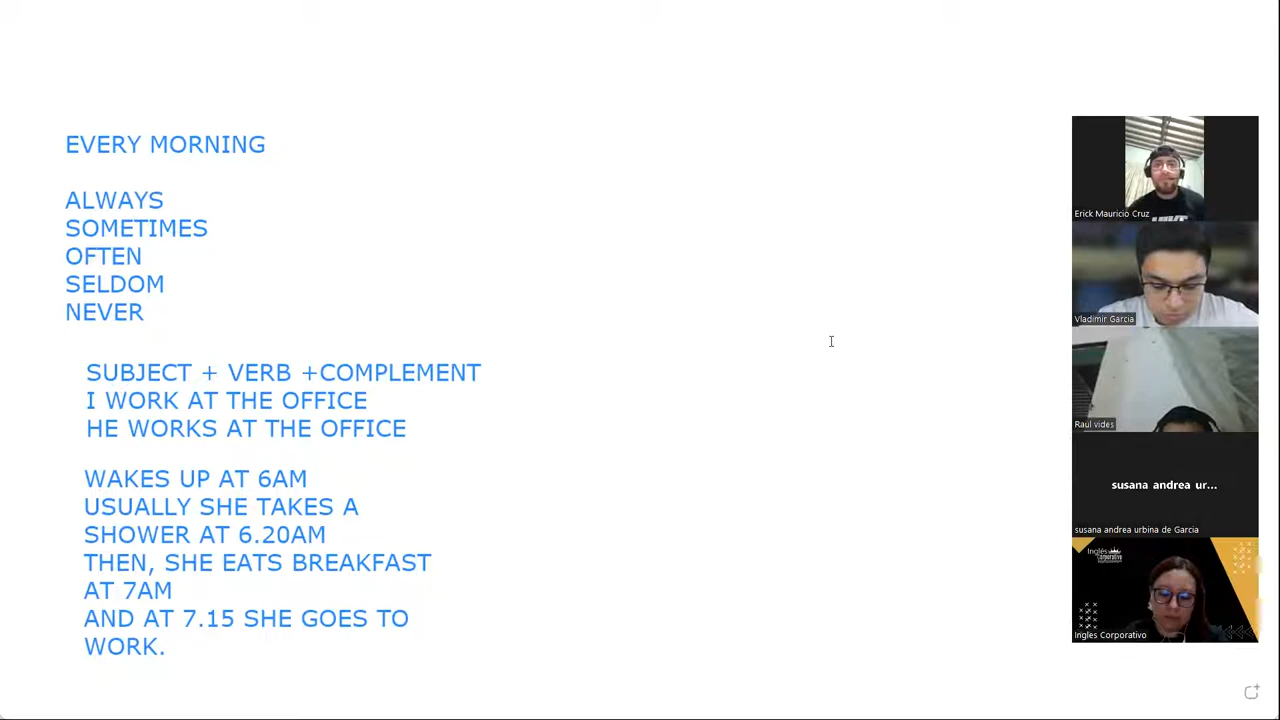 EVERY MORNING
ALWAYS
SOMETIMES
OFTEN
SELDOM
NEVER
SUBJECT + VERB +COMPLEMENT
I WORK AT THE OFFICE
HE WORKS AT THE OFFICE
WAKES UP AT 6AM
USUALLY SHE TAKES A
SHOWER AT 6.20AM
THEN, SHE EATS BREAKFAST
AT 7AM
AND AT 7.15 SHE GOES TO
WORK.
Erick Mauricio Cruz
Vladimir Garcia
Raul vides
susana andrea ur...
susana andrea urbina de Garcia
Inglés
Corporativo
Ingles Corporativo